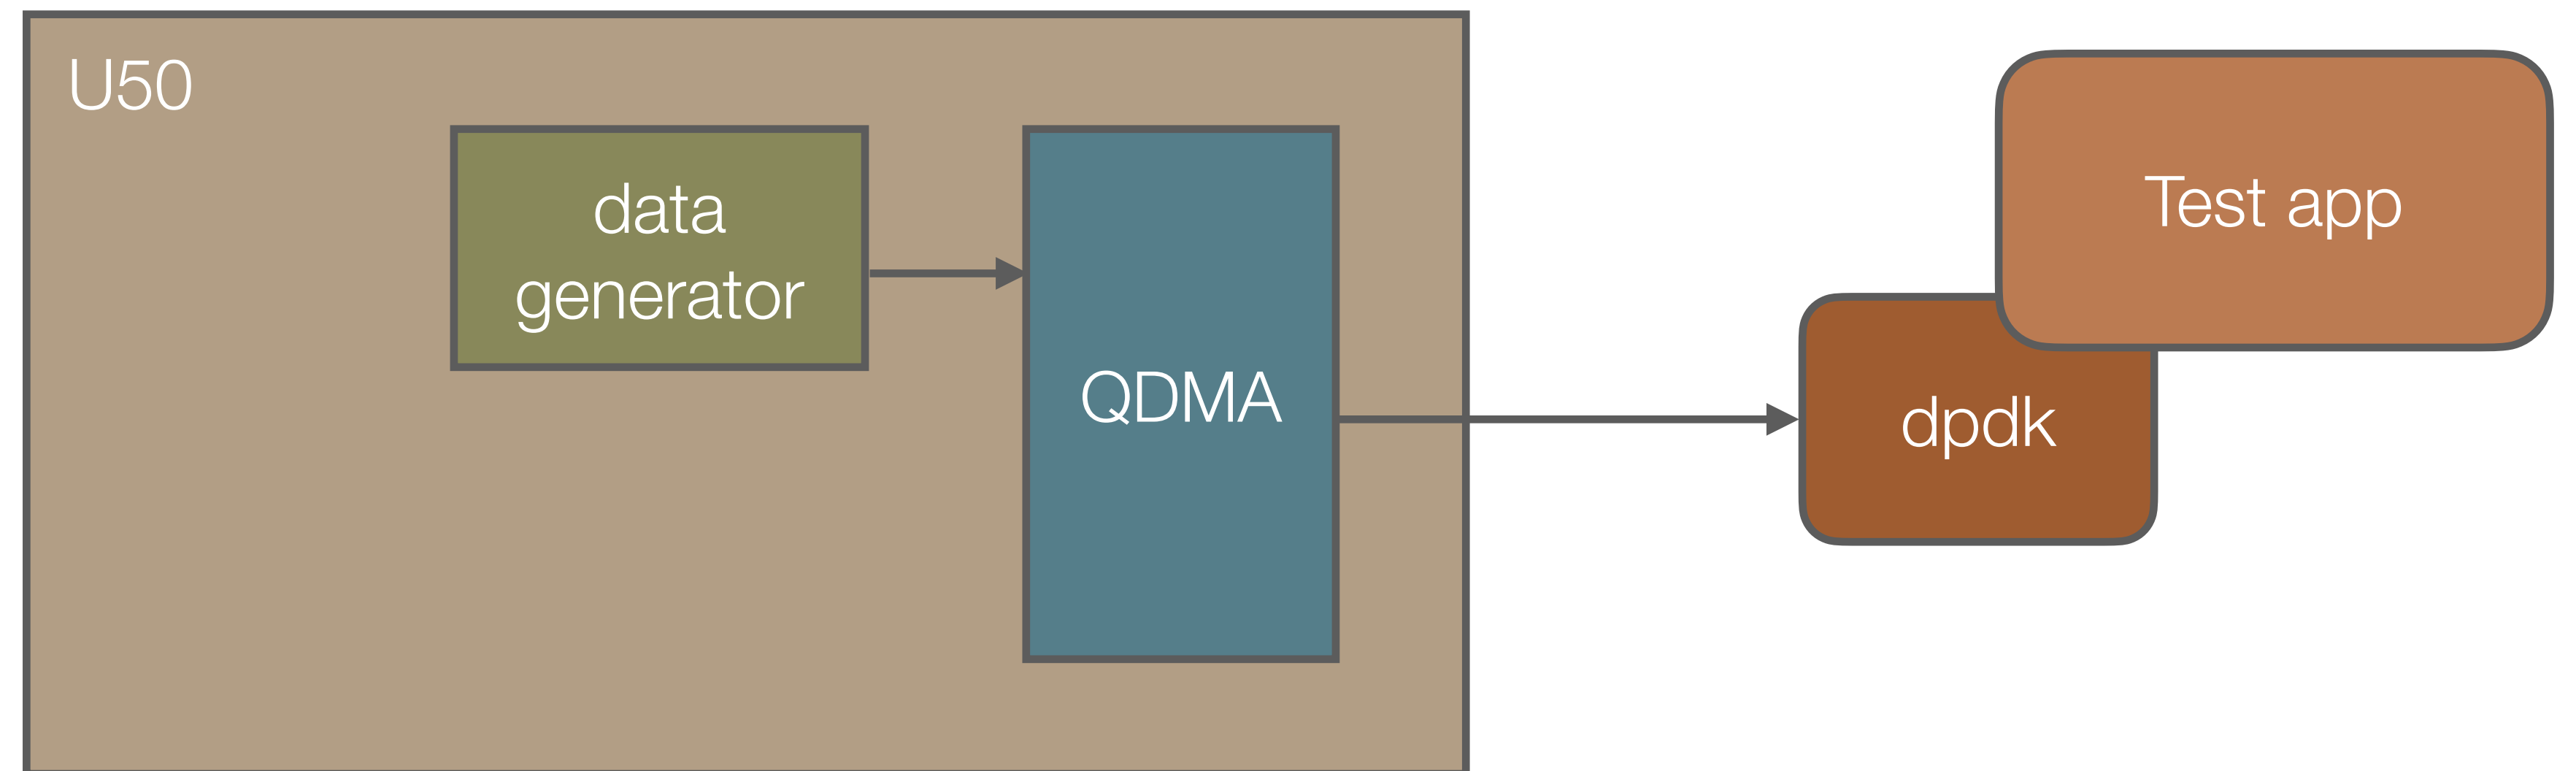 U50
data
generator
QDMA
Test app
dpdk